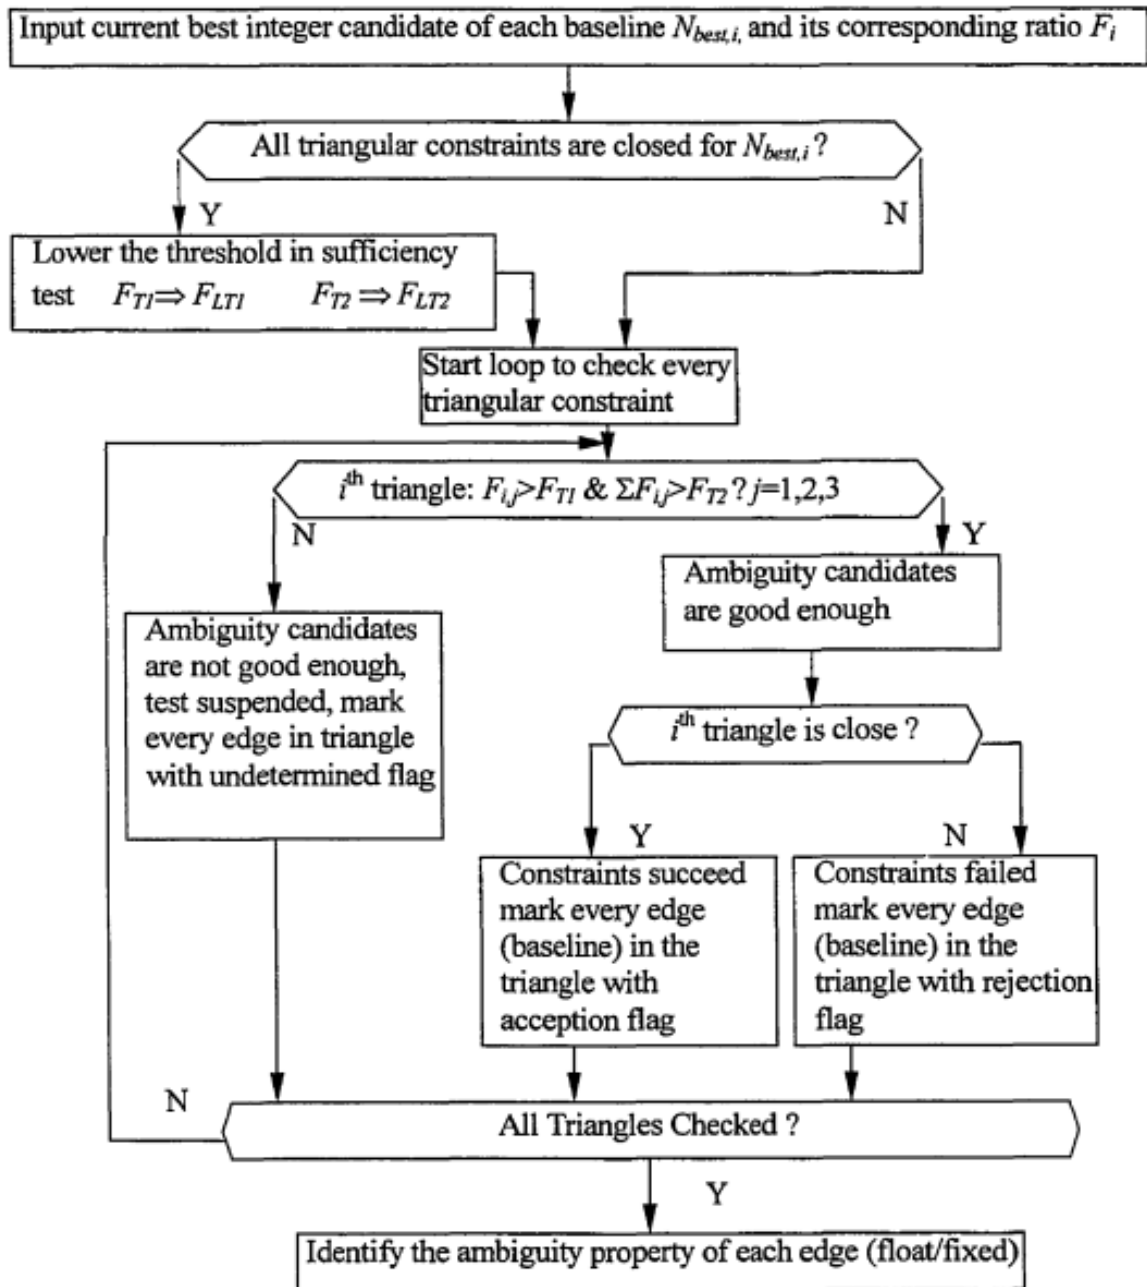 Input current best integer candidate of each baseline N_best,i, and its corresponding ratio F_i
All triangular constraints are closed for N_best,i ?
Y
N
Lower the threshold in sufficiency
test F_T1⇒F_LT1 F_T2⇒F_LT2
Start loop to check every
triangular constraint
i^th triangle: F_i,j>F_T1 & ΣF_i,j>F_T2? j=1,2,3
N
Y
Ambiguity candidates
are good enough
Ambiguity candidates
are not good enough,
test suspended, mark
every edge in triangle
with undetermined flag
i^th triangle is close ?
Y
N
Constraints succeed
mark every edge
(baseline) in the
triangle with
acception flag
Constraints failed
mark every edge
(baseline) in the
triangle with rejection
flag
N
All Triangles Checked ?
Y
Identify the ambiguity property of each edge (float/fixed)